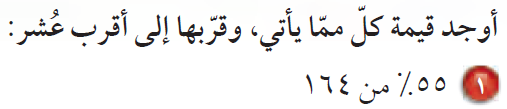 أوجد قيمة كلّ ممّا يأتي، وقرّبها إلى أقرب عُشر:
١ ٥٥٪ من ١٦٤